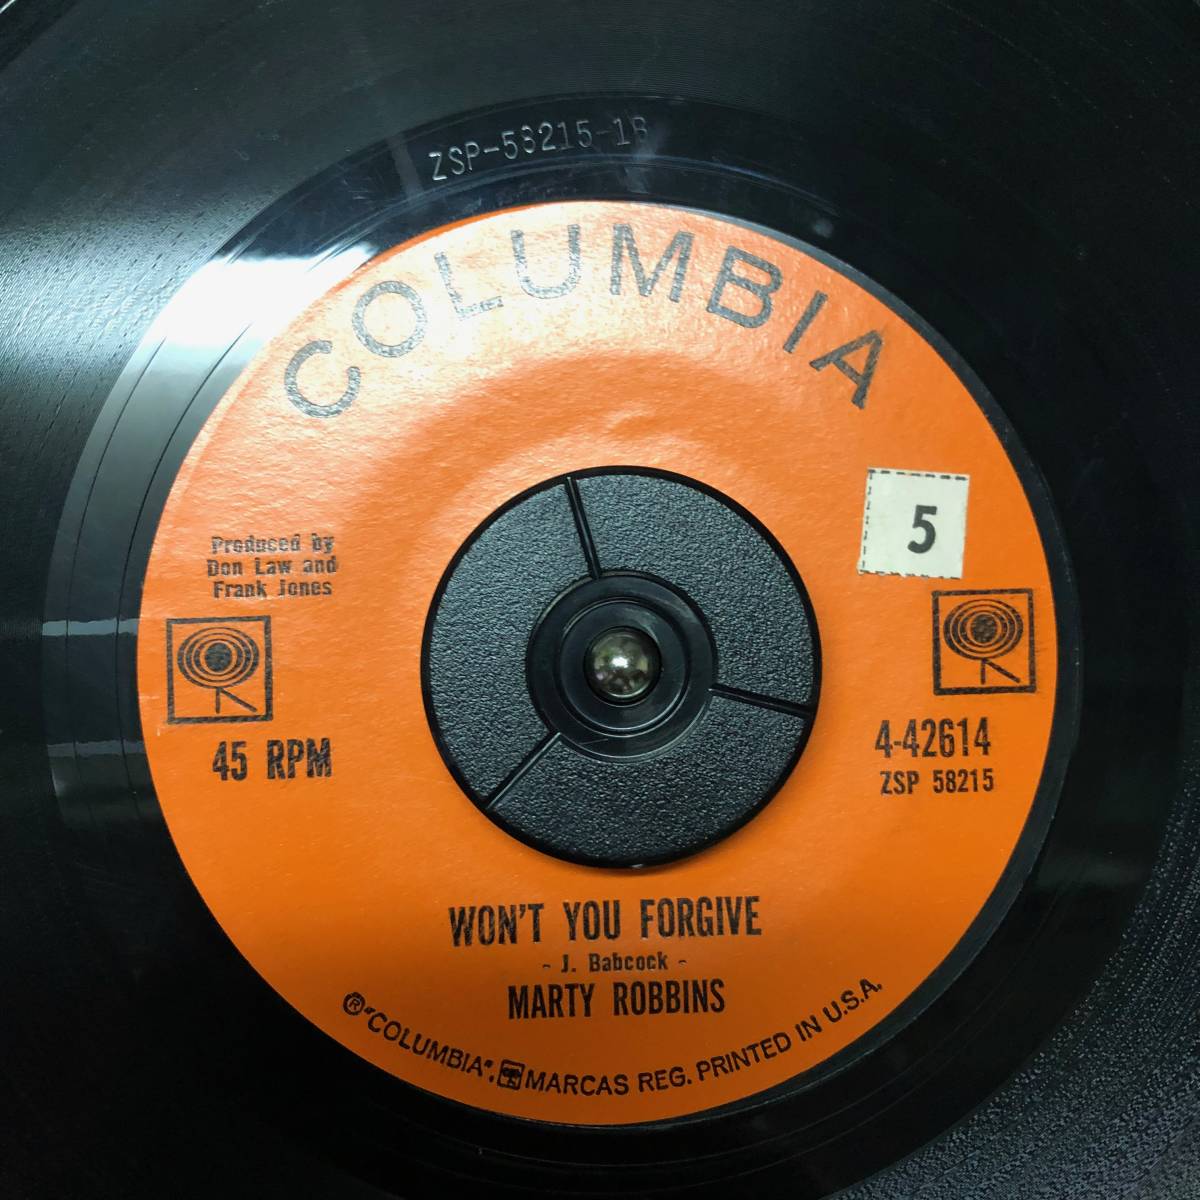 ZSP-58215-1B
COLUMBIA
5
Produced by
Don Law and
Frank Jones
45 RPM
4-42614
ZSP 58215
WON'T YOU FORGIVE
- J. Babcock -
MARTY ROBBINS
® "COLUMBIA", MARCAS REG. PRINTED IN U.S.A.